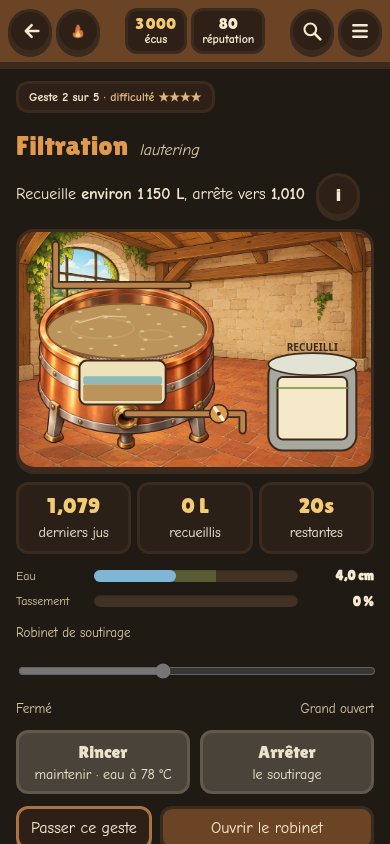 3 000
écus
80
réputation
Geste 2 sur 5 · difficulté ★★★★
Filtration lautering
Recueille environ 1 150 L, arrête vers 1,010
i
RECUEILLI
1,079
derniers jus
0 L
recueillis
20s
restantes
Eau
4,0 cm
Tassement
0 %
Robinet de soutirage
Fermé
Grand ouvert
Rincer
maintenir · eau à 78 °C
Arrêter
le soutirage
Passer ce geste
Ouvrir le robinet